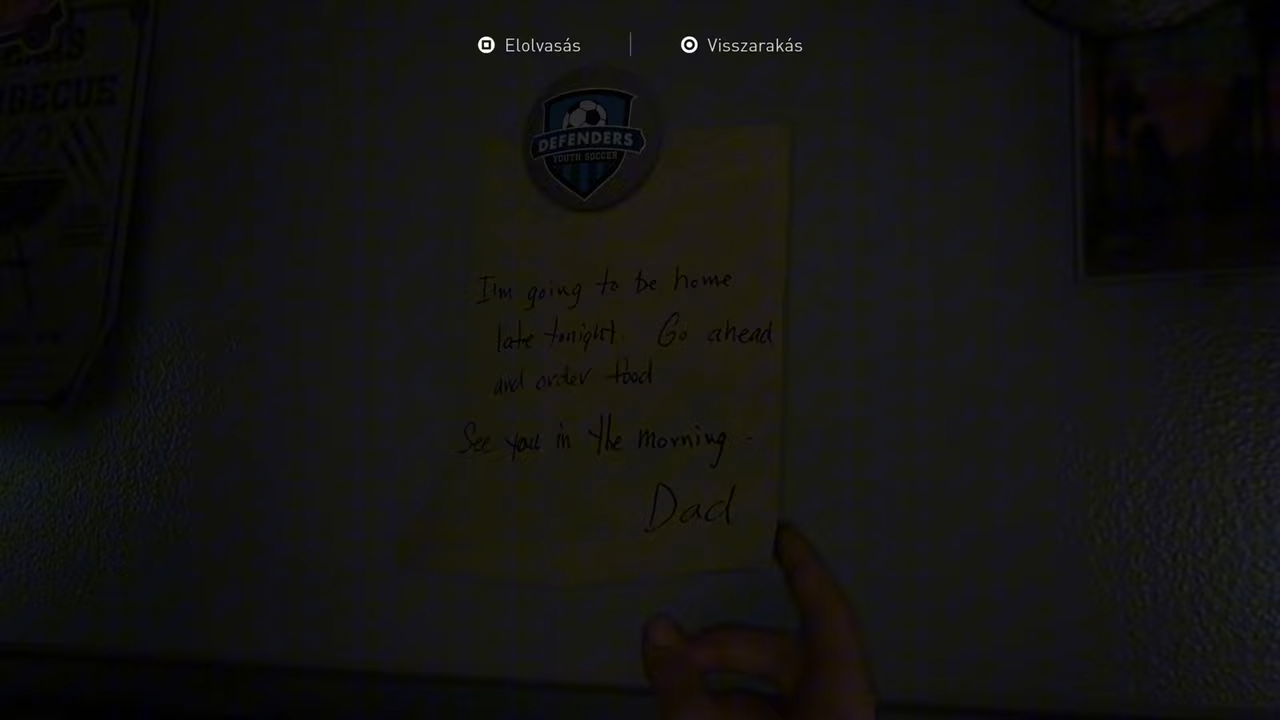 Elolvasás
Visszarakás
BECUE
DEFENDERS
YOUTH SOCCER
I'm going to be home
late tonight. Go ahead
and order food
See you in the morning -
Dad